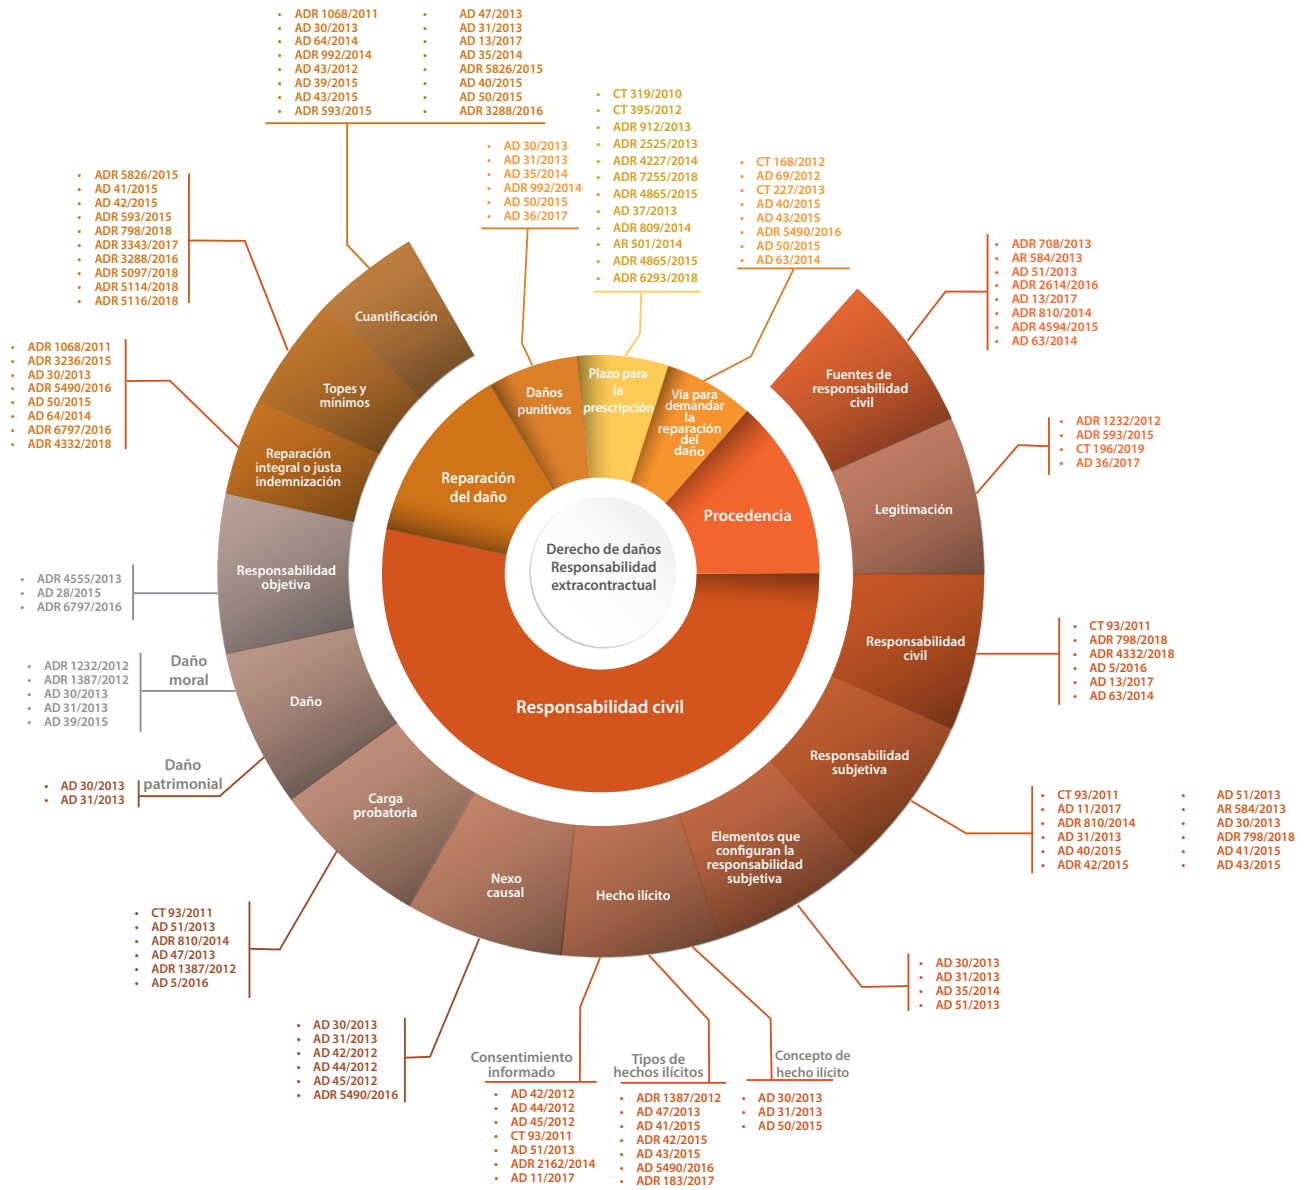 • ADR 1068/2011
• AD 30/2013
• AD 64/2014
• ADR 992/2014
• AD 43/2012
• AD 39/2015
• AD 43/2015
• ADR 593/2015
• AD 47/2013
• AD 31/2013
• AD 13/2017
• AD 35/2014
• ADR 5826/2015
• AD 40/2015
• AD 50/2015
• ADR 3288/2016
• AD 30/2013
• AD 31/2013
• AD 35/2014
• ADR 992/2014
• AD 50/2015
• AD 36/2017
• CT 319/2010
• CT 395/2012
• ADR 912/2013
• ADR 2525/2013
• ADR 4227/2014
• ADR 7255/2018
• ADR 4865/2015
• AD 37/2013
• ADR 809/2014
• AR 501/2014
• ADR 4865/2015
• ADR 6293/2018
• CT 168/2012
• AD 69/2012
• CT 227/2013
• AD 40/2015
• AD 43/2015
• ADR 5490/2016
• AD 50/2015
• AD 63/2014
• ADR 5826/2015
• AD 41/2015
• AD 42/2015
• ADR 593/2015
• ADR 798/2018
• ADR 3343/2017
• ADR 3288/2016
• ADR 5097/2018
• ADR 5114/2018
• ADR 5116/2018
• ADR 708/2013
• AR 584/2013
• AD 51/2013
• ADR 2614/2016
• AD 13/2017
• ADR 810/2014
• ADR 4594/2015
• AD 63/2014
• ADR 1068/2011
• ADR 3236/2015
• AD 30/2013
• ADR 5490/2016
• AD 50/2015
• AD 64/2014
• ADR 6797/2016
• ADR 4332/2018
• ADR 1232/2012
• ADR 593/2015
• CT 196/2019
• AD 36/2017
Cuantificación
Topes y
mínimos
Reparación
integral o justa
indemnización
Responsabilidad
objetiva
Daño
Carga
probatoria
Nexo
causal
Hecho ilícito
Elementos que
configuran la
responsabilidad
subjetiva
Responsabilidad
subjetiva
Responsabilidad
civil
Legitimación
Fuentes de
responsabilidad
civil
Reparación
del daño
Daños
punitivos
Plazo para
la
prescripción
Vía para
demandar
la
reparación
del
daño
Procedencia
Derecho de daños
Responsabilidad
extracontractual
Responsabilidad civil
• ADR 4555/2013
• AD 28/2015
• ADR 6797/2016
Daño
moral
• ADR 1232/2012
• ADR 1387/2012
• AD 30/2013
• AD 31/2013
• AD 39/2015
Daño
patrimonial
• AD 30/2013
• AD 31/2013
• CT 93/2011
• ADR 798/2018
• ADR 4332/2018
• AD 5/2016
• AD 13/2017
• AD 63/2014
• CT 93/2011
• AD 11/2017
• ADR 810/2014
• AD 31/2013
• AD 40/2015
• ADR 42/2015
• AD 51/2013
• AR 584/2013
• AD 30/2013
• ADR 798/2018
• AD 41/2015
• AD 43/2015
• CT 93/2011
• AD 51/2013
• ADR 810/2014
• AD 47/2013
• ADR 1387/2012
• AD 5/2016
• AD 30/2013
• AD 31/2013
• AD 35/2014
• AD 51/2013
• AD 30/2013
• AD 31/2013
• AD 42/2012
• AD 44/2012
• AD 45/2012
• ADR 5490/2016
Consentimiento
informado
• AD 42/2012
• AD 44/2012
• AD 45/2012
• CT 93/2011
• AD 51/2013
• ADR 2162/2014
• AD 11/2017
Tipos de
hechos ilícitos
• ADR 1387/2012
• AD 47/2013
• AD 41/2015
• ADR 42/2015
• AD 43/2015
• AD 5490/2016
• ADR 183/2017
Concepto de
hecho ilícito
• AD 30/2013
• AD 31/2013
• AD 50/2015